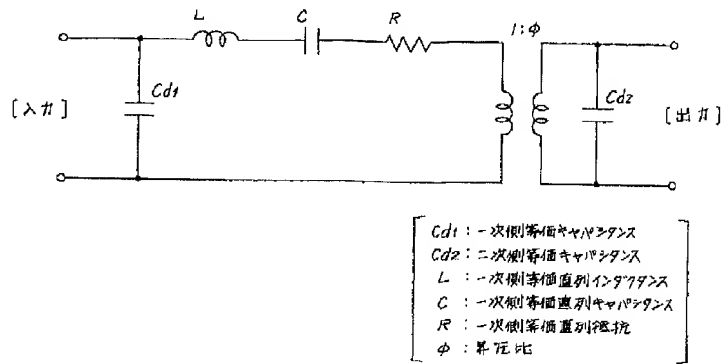 L C R 1:φ
Cd1 Cd2
[入力] [出力]
Cd1:一次側等価キャパシタンス
Cd2:二次側等価キャパシタンス
L:一次側等価直列インダクタンス
C:一次側等価直列キャパシタンス
R:一次側等価直列抵抗
φ:昇圧比